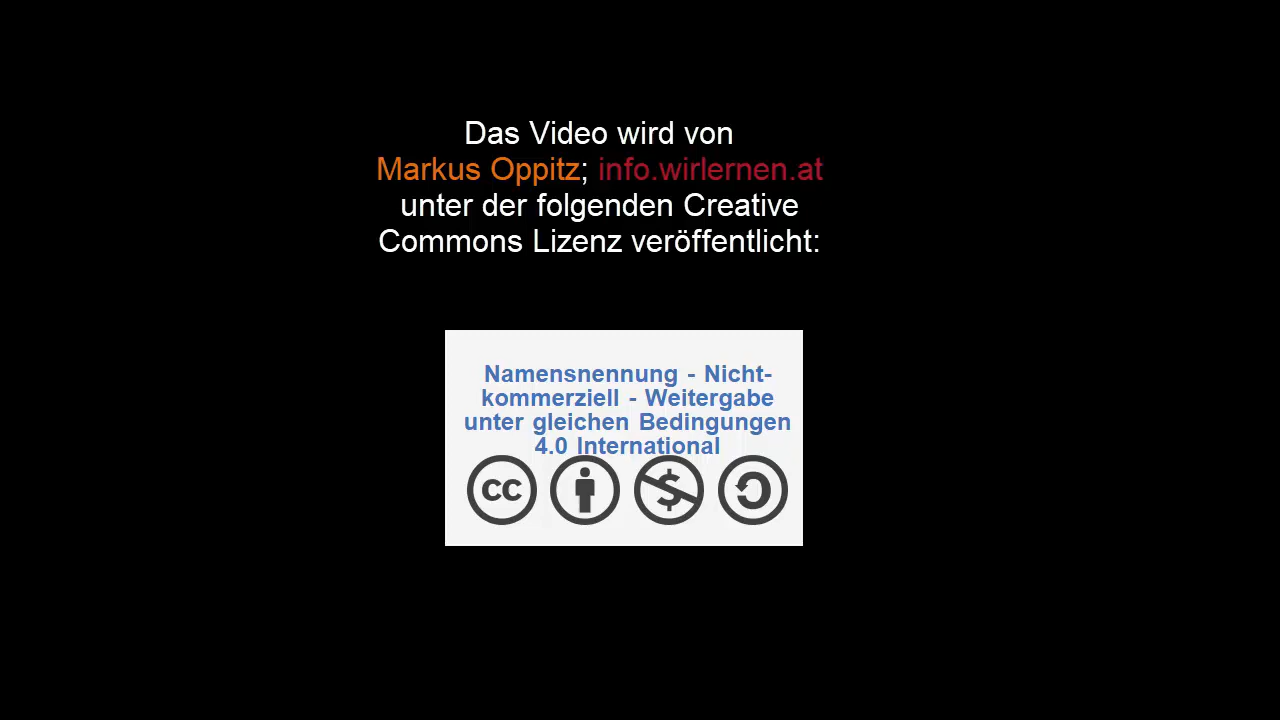 Das Video wird von
Markus Oppitz; info.wirlernen.at
unter der folgenden Creative
Commons Lizenz veröffentlicht:
Namensnennung - Nicht-
kommerziell - Weitergabe
unter gleichen Bedingungen
4.0 International
cc
$